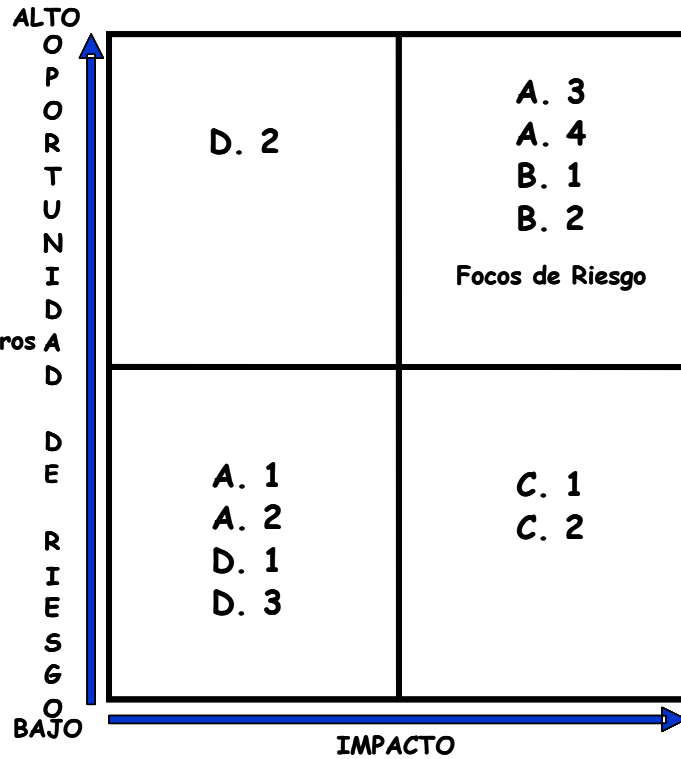 ALTO
OPORTUNIDAD DE RIESGO
ros
BAJO
D. 2
A. 3
A. 4
B. 1
B. 2
Focos de Riesgo
A. 1
A. 2
D. 1
D. 3
C. 1
C. 2
IMPACTO